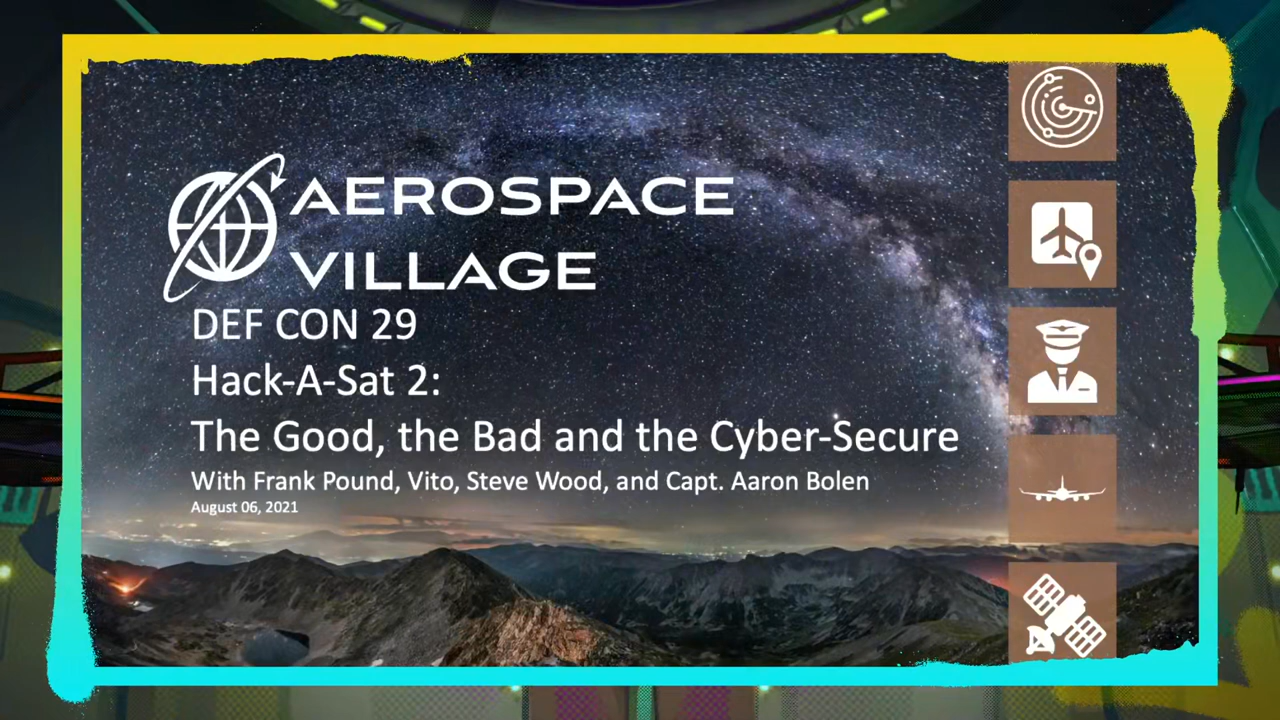 AEROSPACE
VILLAGE
DEF CON 29
Hack-A-Sat 2:
The Good, the Bad and the Cyber-Secure
With Frank Pound, Vito, Steve Wood, and Capt. Aaron Bolen
August 06, 2021